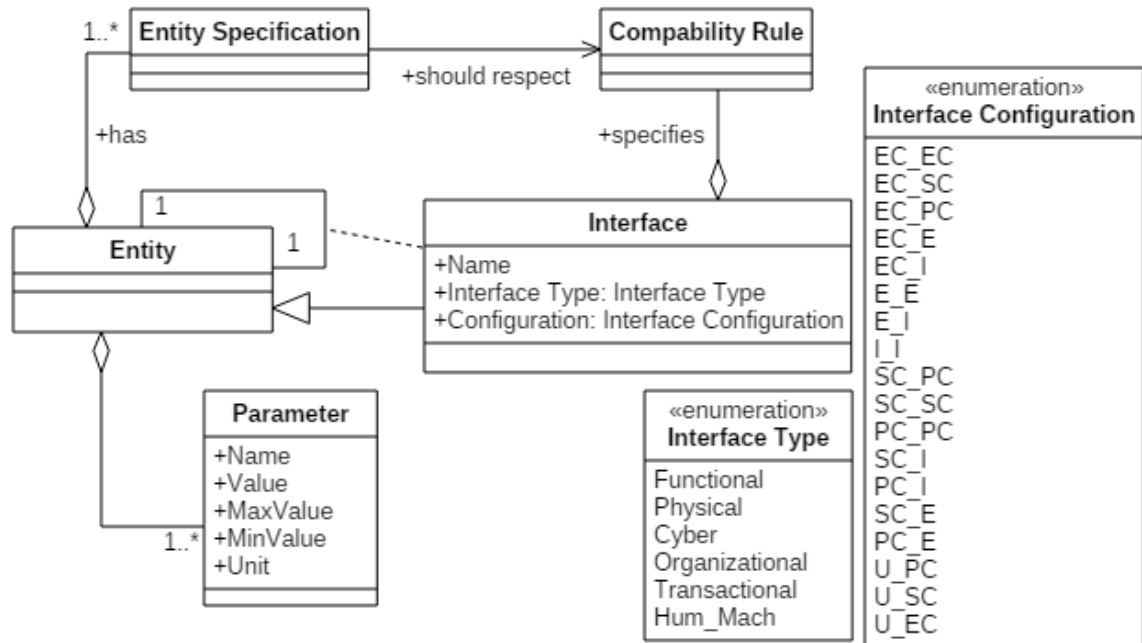 1..*
Entity Specification
+should respect
Compability Rule
+has
+specifies
1
1
Entity
Interface
+Name
+Interface Type: Interface Type
+Configuration: Interface Configuration
Parameter
+Name
+Value
+MaxValue
+MinValue
+Unit
1..*
«enumeration»
Interface Type
Functional
Physical
Cyber
Organizational
Transactional
Hum_Mach
«enumeration»
Interface Configuration
EC_EC
EC_SC
EC_PC
EC_E
EC_I
E_E
E_I
I_I
SC_PC
SC_SC
PC_PC
SC_I
PC_I
SC_E
PC_E
U_PC
U_SC
U_EC